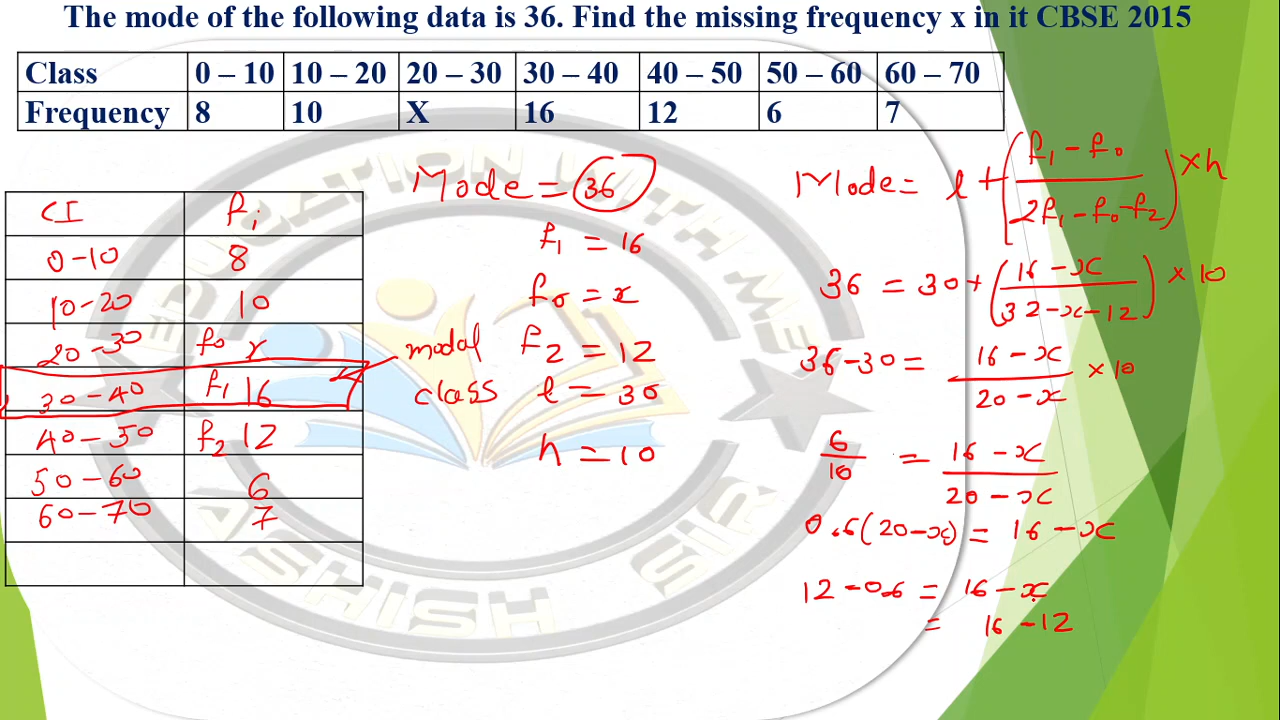 The mode of the following data is 36. Find the missing frequency x in it CBSE 2015
Class 0 – 10 10 – 20 20 – 30 30 – 40 40 – 50 50 – 60 60 – 70
Frequency 8 10 X 16 12 6 7
CI fi
0-10 8
10-20 10
20-30 f0 x
30-40 f1 16
40-50 f2 12
50-60 6
60-70 7
modal
class
Mode = 36
f1 = 16
f0 = x
f2 = 12
l = 30
h = 10
Mode = l + ( f1 - f0 / 2f1 - f0 - f2 ) × h
36 = 30 + ( 16 - x / 32 - x - 12 ) × 10
36 - 30 = 16 - x / 20 - x × 10
6 / 10 = 16 - x / 20 - x
0.6(20 - x) = 16 - x
12 - 0.6 = 16 - x
= 16 - 12
EDUCATION WITH ME
ASHISH SIR